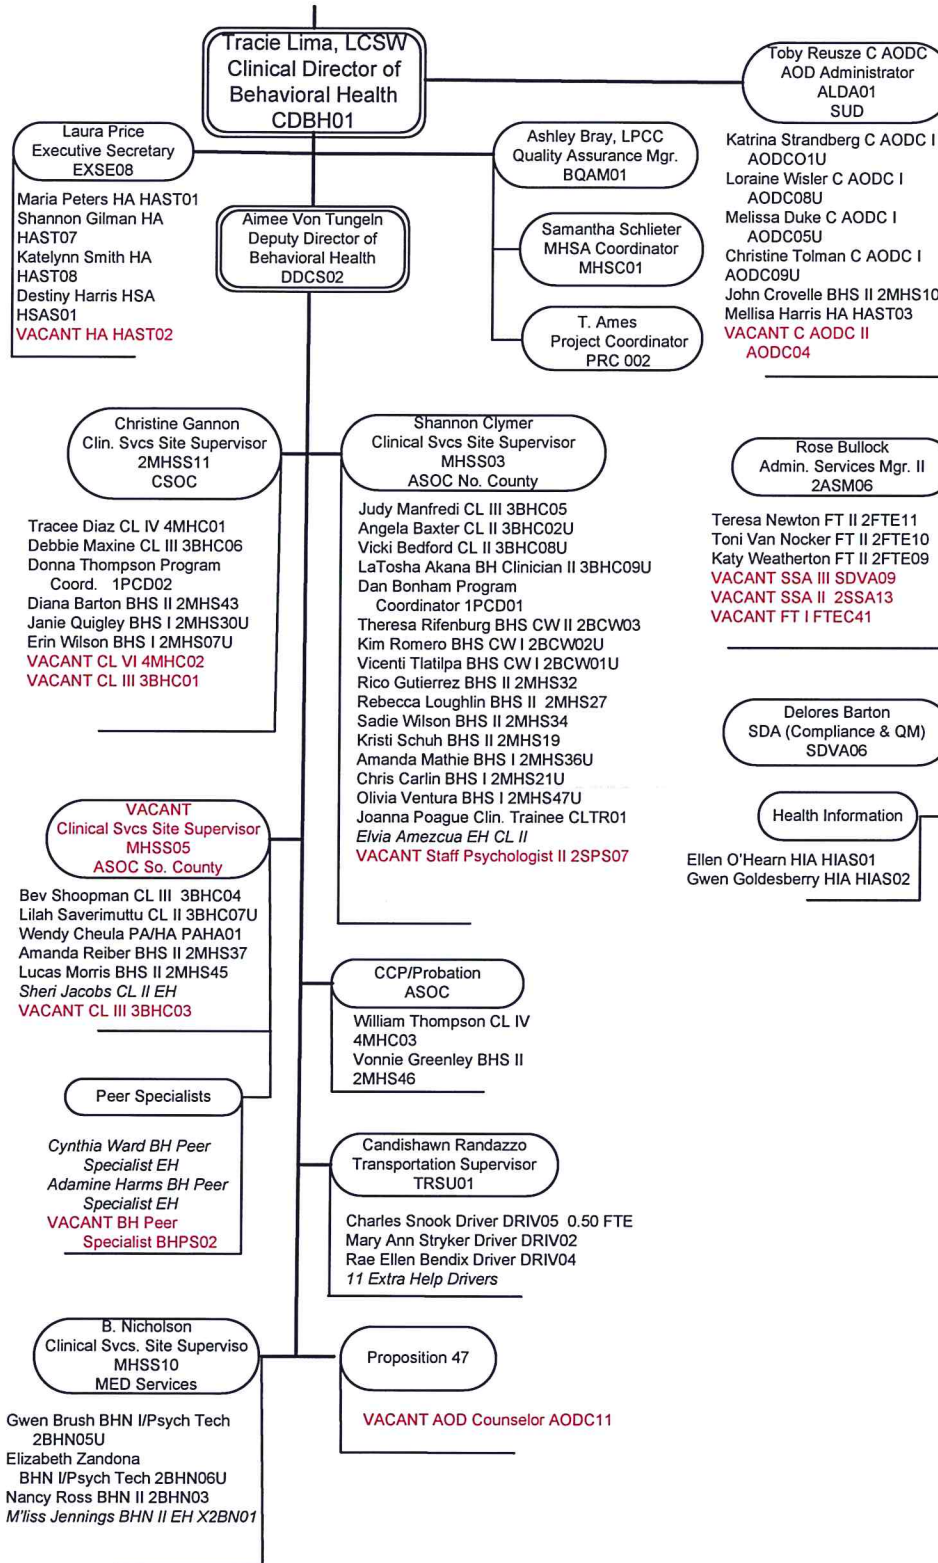 Tracie Lima, LCSW
Clinical Director of
Behavioral Health
CDBH01
Toby Reusze C AODC
AOD Administrator
ALDA01
SUD
Katrina Strandberg C AODC I
AODCO1U
Loraine Wisler C AODC I
AODC08U
Melissa Duke C AODC I
AODC05U
Christine Tolman C AODC I
AODC09U
John Crovelle BHS II 2MHS10
Mellisa Harris HA HAST03
VACANT C AODC II
AODC04
Laura Price
Executive Secretary
EXSE08
Maria Peters HA HAST01
Shannon Gilman HA
HAST07
Katelynn Smith HA
HAST08
Destiny Harris HSA
HSAS01
VACANT HA HAST02
Ashley Bray, LPCC
Quality Assurance Mgr.
BQAM01
Samantha Schlieter
MHSA Coordinator
MHSC01
T. Ames
Project Coordinator
PRC 002
Aimee Von Tungeln
Deputy Director of
Behavioral Health
DDCS02
Christine Gannon
Clin. Svcs Site Supervisor
2MHSS11
CSOC
Tracee Diaz CL IV 4MHC01
Debbie Maxine CL III 3BHC06
Donna Thompson Program
Coord. 1PCD02
Diana Barton BHS II 2MHS43
Janie Quigley BHS I 2MHS30U
Erin Wilson BHS I 2MHS07U
VACANT CL VI 4MHC02
VACANT CL III 3BHC01
Shannon Clymer
Clinical Svcs Site Supervisor
MHSS03
ASOC No. County
Judy Manfredi CL III 3BHC05
Angela Baxter CL II 3BHC02U
Vicki Bedford CL II 3BHC08U
LaTosha Akana BH Clinician II 3BHC09U
Dan Bonham Program
Coordinator 1PCD01
Theresa Rifenburg BHS CW II 2BCW03
Kim Romero BHS CW I 2BCW02U
Vicenti Tlatilpa BHS CW I 2BCW01U
Rico Gutierrez BHS II 2MHS32
Rebecca Loughlin BHS II 2MHS27
Sadie Wilson BHS II 2MHS34
Kristi Schuh BHS II 2MHS19
Amanda Mathie BHS I 2MHS36U
Chris Carlin BHS I 2MHS21U
Olivia Ventura BHS I 2MHS47U
Joanna Poague Clin. Trainee CLTR01
Elvia Amezcua EH CL II
VACANT Staff Psychologist II 2SPS07
Rose Bullock
Admin. Services Mgr. II
2ASM06
Teresa Newton FT II 2FTE11
Toni Van Nocker FT II 2FTE10
Katy Weatherton FT II 2FTE09
VACANT SSA III SDVA09
VACANT SSA II 2SSA13
VACANT FT I FTEC41
Delores Barton
SDA (Compliance & QM)
SDVA06
Health Information
Ellen O'Hearn HIA HIAS01
Gwen Goldesberry HIA HIAS02
VACANT
Clinical Svcs Site Supervisor
MHSS05
ASOC So. County
Bev Shoopman CL III 3BHC04
Lilah Saverimuttu CL II 3BHC07U
Wendy Cheula PA/HA PAHA01
Amanda Reiber BHS II 2MHS37
Lucas Morris BHS II 2MHS45
Sheri Jacobs CL II EH
VACANT CL III 3BHC03
CCP/Probation
ASOC
William Thompson CL IV
4MHC03
Vonnie Greenley BHS II
2MHS46
Peer Specialists
Cynthia Ward BH Peer
Specialist EH
Adamine Harms BH Peer
Specialist EH
VACANT BH Peer
Specialist BHPS02
Candishawn Randazzo
Transportation Supervisor
TRSU01
Charles Snook Driver DRIV05 0.50 FTE
Mary Ann Stryker Driver DRIV02
Rae Ellen Bendix Driver DRIV04
11 Extra Help Drivers
B. Nicholson
Clinical Svcs. Site Superviso
MHSS10
MED Services
Gwen Brush BHN I/Psych Tech
2BHN05U
Elizabeth Zandona
BHN I/Psych Tech 2BHN06U
Nancy Ross BHN II 2BHN03
M'liss Jennings BHN II EH X2BN01
Proposition 47
VACANT AOD Counselor AODC11